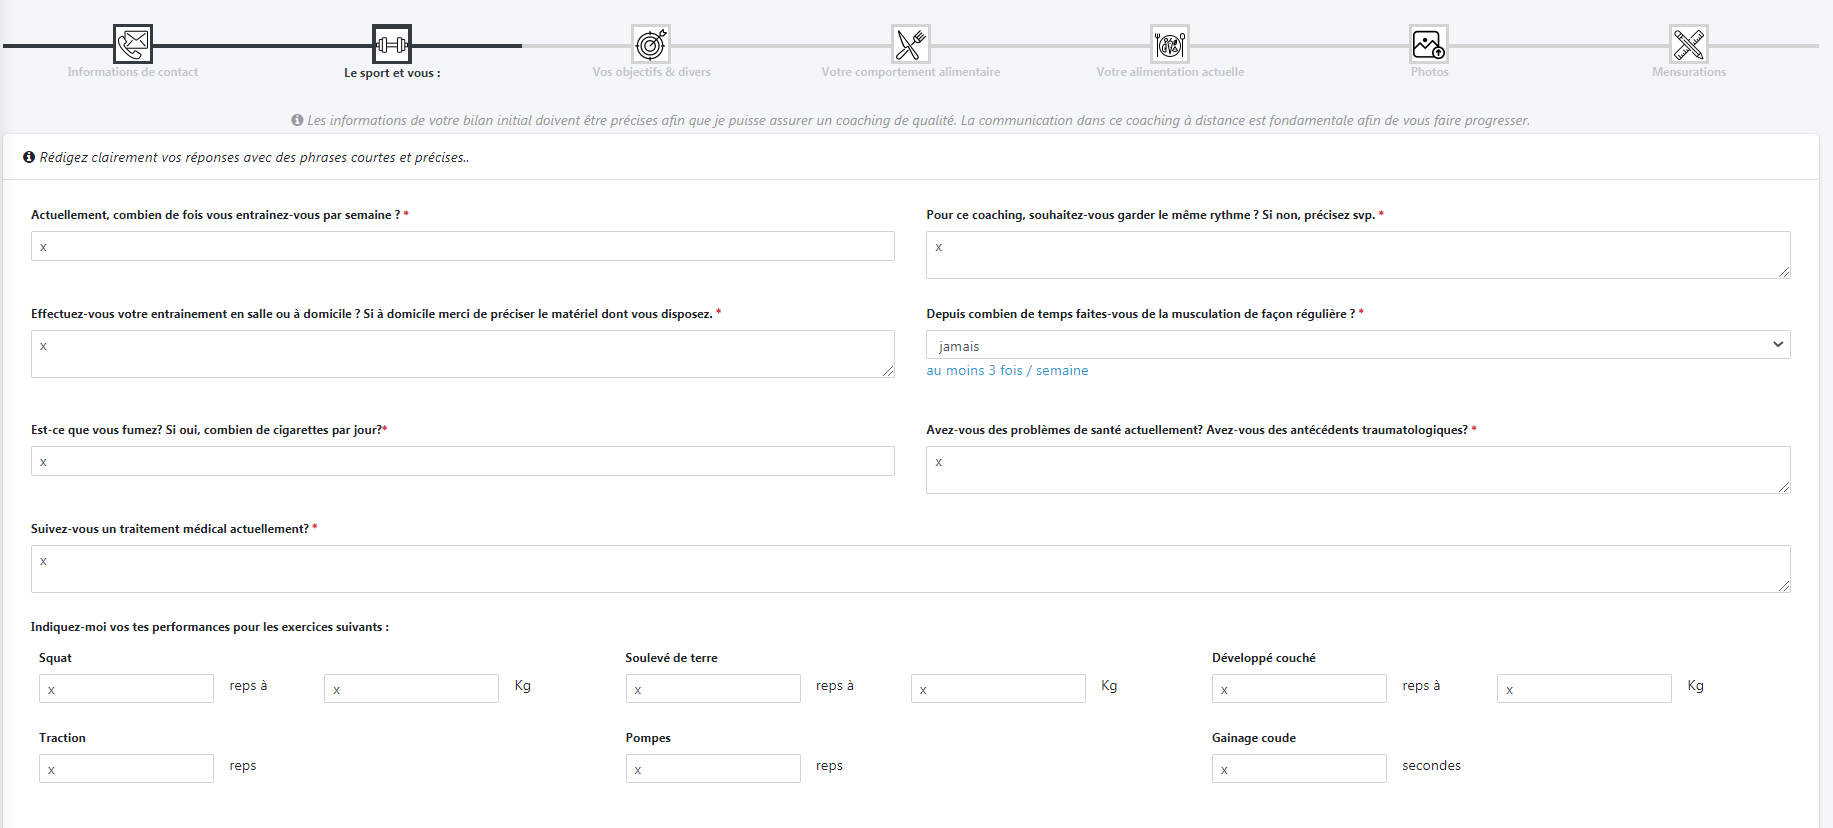 Informations de contact
Le sport et vous :
Vos objectifs & divers
Votre comportement alimentaire
Votre alimentation actuelle
Photos
Mensurations
Les informations de votre bilan initial doivent être précises afin que je puisse assurer un coaching de qualité. La communication dans ce coaching à distance est fondamentale afin de vous faire progresser.
Rédigez clairement vos réponses avec des phrases courtes et précises..
Actuellement, combien de fois vous entrainez-vous par semaine ? *
x
Pour ce coaching, souhaitez-vous garder le même rythme ? Si non, précisez svp. *
x
Effectuez-vous votre entrainement en salle ou à domicile ? Si à domicile merci de préciser le matériel dont vous disposez. *
x
Depuis combien de temps faites-vous de la musculation de façon régulière ? *
jamais
au moins 3 fois / semaine
Est-ce que vous fumez? Si oui, combien de cigarettes par jour?*
x
Avez-vous des problèmes de santé actuellement? Avez-vous des antécédents traumatologiques? *
x
Suivez-vous un traitement médical actuellement? *
x
Indiquez-moi vos tes performances pour les exercices suivants :
Squat
x reps à x Kg
Soulevé de terre
x reps à x Kg
Développé couché
x reps à x Kg
Traction
x reps
Pompes
x reps
Gainage coude
x secondes